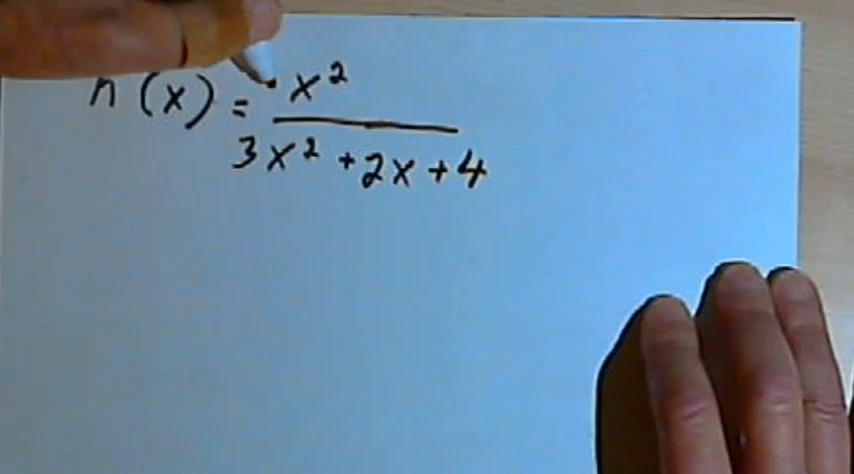 h(x) = x²
3x² + 2x + 4